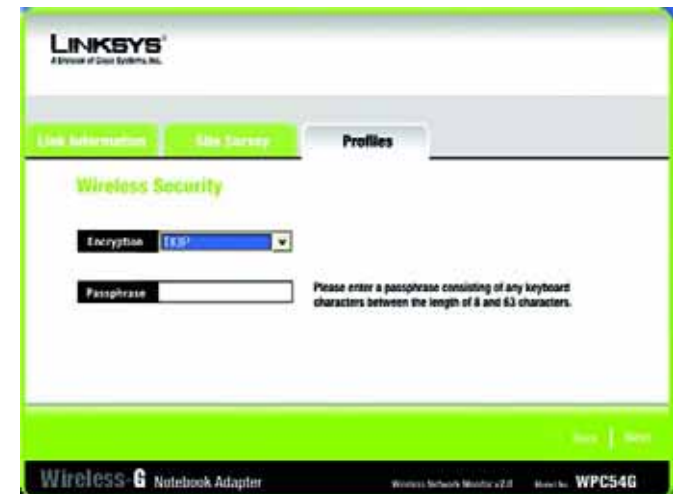 LINKSYS®
A Division of Cisco Systems, Inc.
Link Information
Site Survey
Profiles
Wireless Security
Encryption
TKIP
Passphrase
Please enter a passphrase consisting of any keyboard
characters between the length of 8 and 63 characters.
Back | Next
Wireless-G Notebook Adapter
Wireless Network Monitor v2.0
Model No. WPC54G